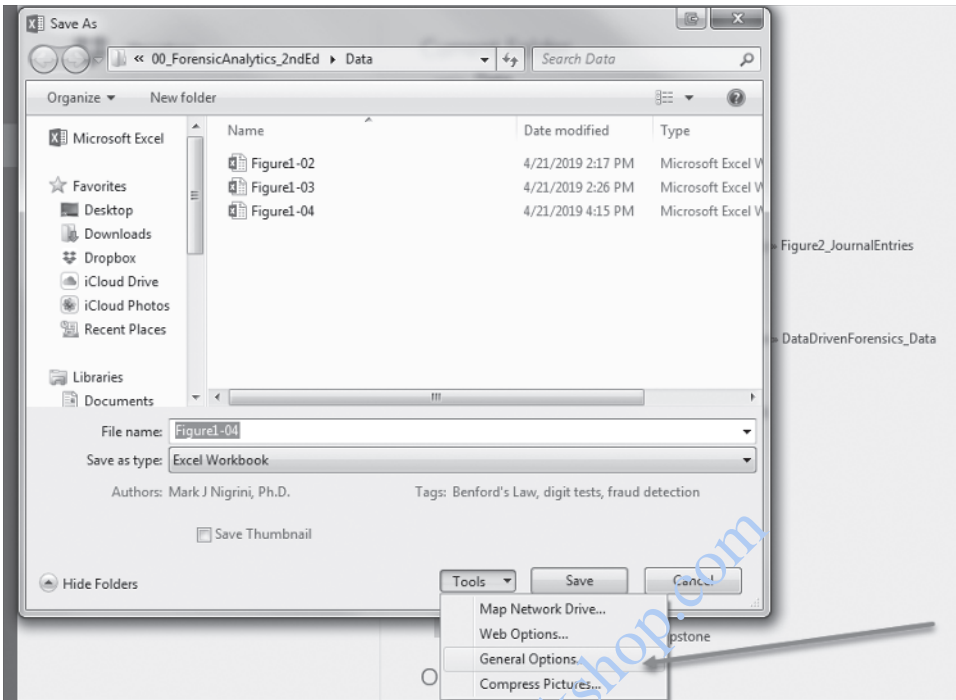 Save As
« 00_ForensicAnalytics_2ndEd ▸ Data
Search Data
Organize ▾ New folder
Microsoft Excel
Favorites
Desktop
Downloads
Dropbox
iCloud Drive
iCloud Photos
Recent Places
Libraries
Documents
Name Date modified Type
Figure1-02 4/21/2019 2:17 PM Microsoft Excel W
Figure1-03 4/21/2019 2:26 PM Microsoft Excel W
Figure1-04 4/21/2019 4:15 PM Microsoft Excel W
Figure2_JournalEntries
DataDrivenForensics_Data
File name: Figure1-04
Save as type: Excel Workbook
Authors: Mark J Nigrini, Ph.D. Tags: Benford's Law, digit tests, fraud detection
Save Thumbnail
Hide Folders
Tools Save Cancel
Map Network Drive...
Web Options...
pstone
General Options...
O
Compress Pictures...
shop.com